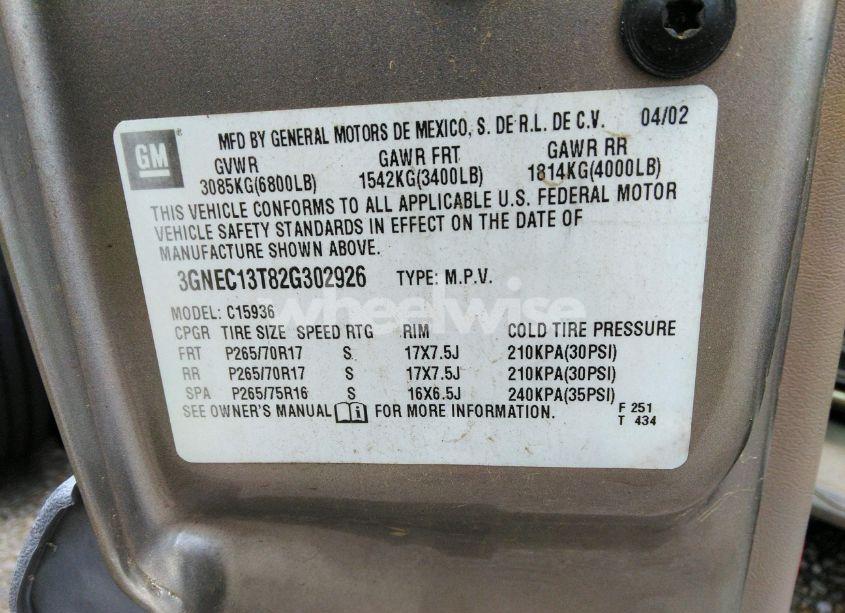 GM
MFD BY GENERAL MOTORS DE MEXICO, S. DE R.L. DE C.V. 04/02
GVWR GAWR FRT GAWR RR
3085KG(6800LB) 1542KG(3400LB) 1814KG(4000LB)
THIS VEHICLE CONFORMS TO ALL APPLICABLE U.S. FEDERAL MOTOR
VEHICLE SAFETY STANDARDS IN EFFECT ON THE DATE OF
MANUFACTURE SHOWN ABOVE.
3GNEC13T82G302926 TYPE: M.P.V.
wheelwise
MODEL: C15936
CPGR TIRE SIZE SPEED RTG RIM COLD TIRE PRESSURE
FRT P265/70R17 S 17X7.5J 210KPA(30PSI)
RR P265/70R17 S 17X7.5J 210KPA(30PSI)
SPA P265/75R16 S 16X6.5J 240KPA(35PSI)
SEE OWNER'S MANUAL FOR MORE INFORMATION.
F 251
T 434